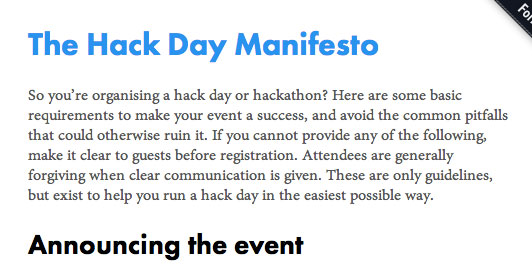 The Hack Day Manifesto
So you’re organising a hack day or hackathon? Here are some basic
requirements to make your event a success, and avoid the common pitfalls
that could otherwise ruin it. If you cannot provide any of the following,
make it clear to guests before registration. Attendees are generally
forgiving when clear communication is given. These are only guidelines,
but exist to help you run a hack day in the easiest possible way.
Announcing the event